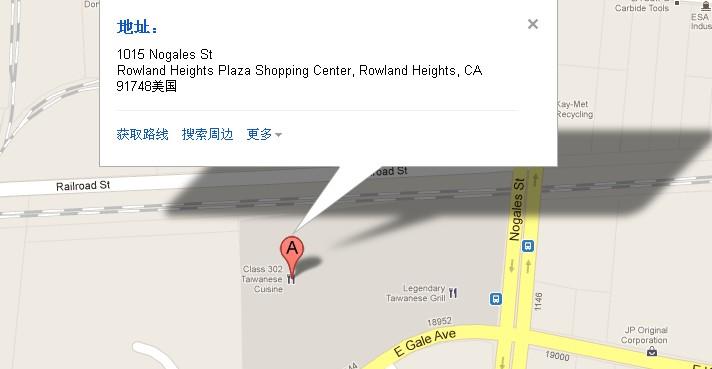 地址：
1015 Nogales St
Rowland Heights Plaza Shopping Center, Rowland Heights, CA
91748美国
获取路线 搜索周边 更多
Carbide Tools
ESA
Indus
Kay-Met
Recycling
Railroad St
road St
Nogales St
A
Class 302
Taiwanese
Cuisine
Legendary
Taiwanese Grill
1146
18952
E Gale Ave
19000
JP Original
Corporation